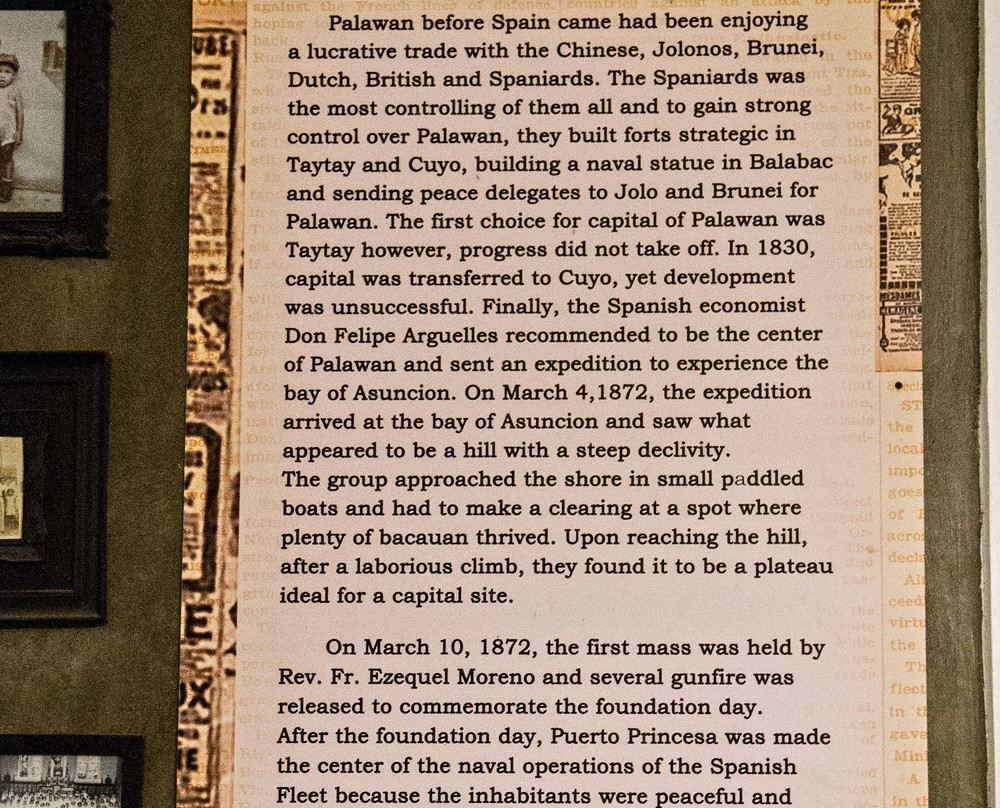 Palawan before Spain came had been enjoying
a lucrative trade with the Chinese, Jolonos, Brunei,
Dutch, British and Spaniards. The Spaniards was
the most controlling of them all and to gain strong
control over Palawan, they built forts strategic in
Taytay and Cuyo, building a naval statue in Balabac
and sending peace delegates to Jolo and Brunei for
Palawan. The first choice for capital of Palawan was
Taytay however, progress did not take off. In 1830,
capital was transferred to Cuyo, yet development
was unsuccessful. Finally, the Spanish economist
Don Felipe Arguelles recommended to be the center
of Palawan and sent an expedition to experience the
bay of Asuncion. On March 4,1872, the expedition
arrived at the bay of Asuncion and saw what
appeared to be a hill with a steep declivity.
The group approached the shore in small paddled
boats and had to make a clearing at a spot where
plenty of bacauan thrived. Upon reaching the hill,
after a laborious climb, they found it to be a plateau
ideal for a capital site.
On March 10, 1872, the first mass was held by
Rev. Fr. Ezequel Moreno and several gunfire was
released to commemorate the foundation day.
After the foundation day, Puerto Princesa was made
the center of the naval operations of the Spanish
Fleet because the inhabitants were peaceful and